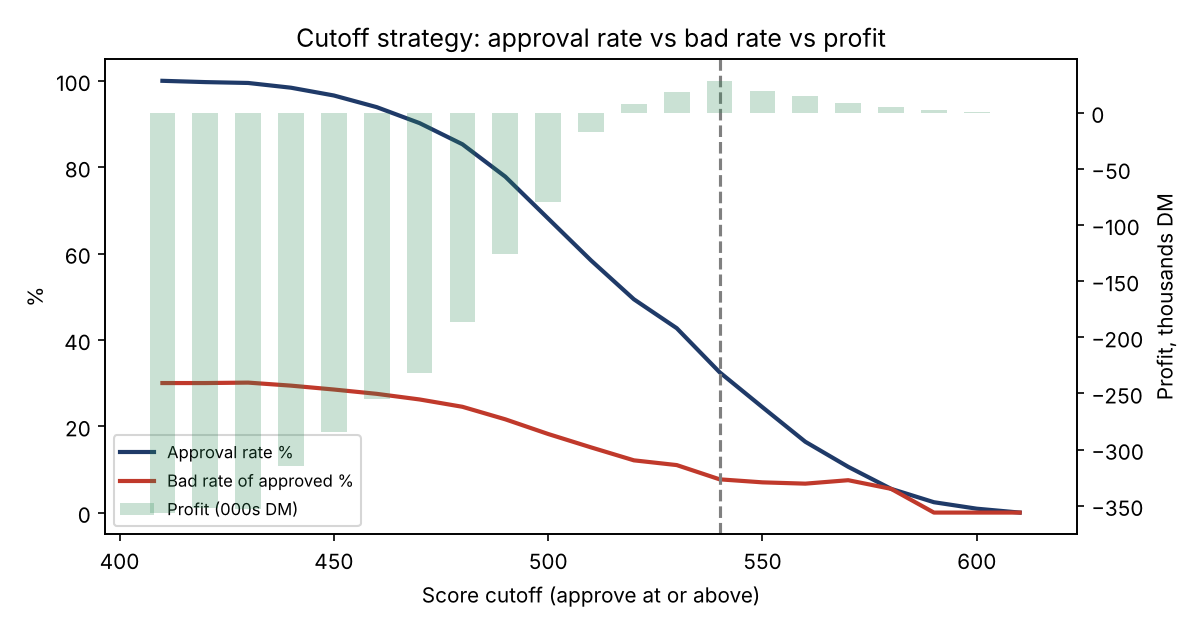 Cutoff strategy: approval rate vs bad rate vs profit
100
80
60
40
20
0
%
0
−50
−100
−150
−200
−250
−300
−350
Profit, thousands DM
Approval rate %
Bad rate of approved %
Profit (000s DM)
400 450 500 550 600
Score cutoff (approve at or above)